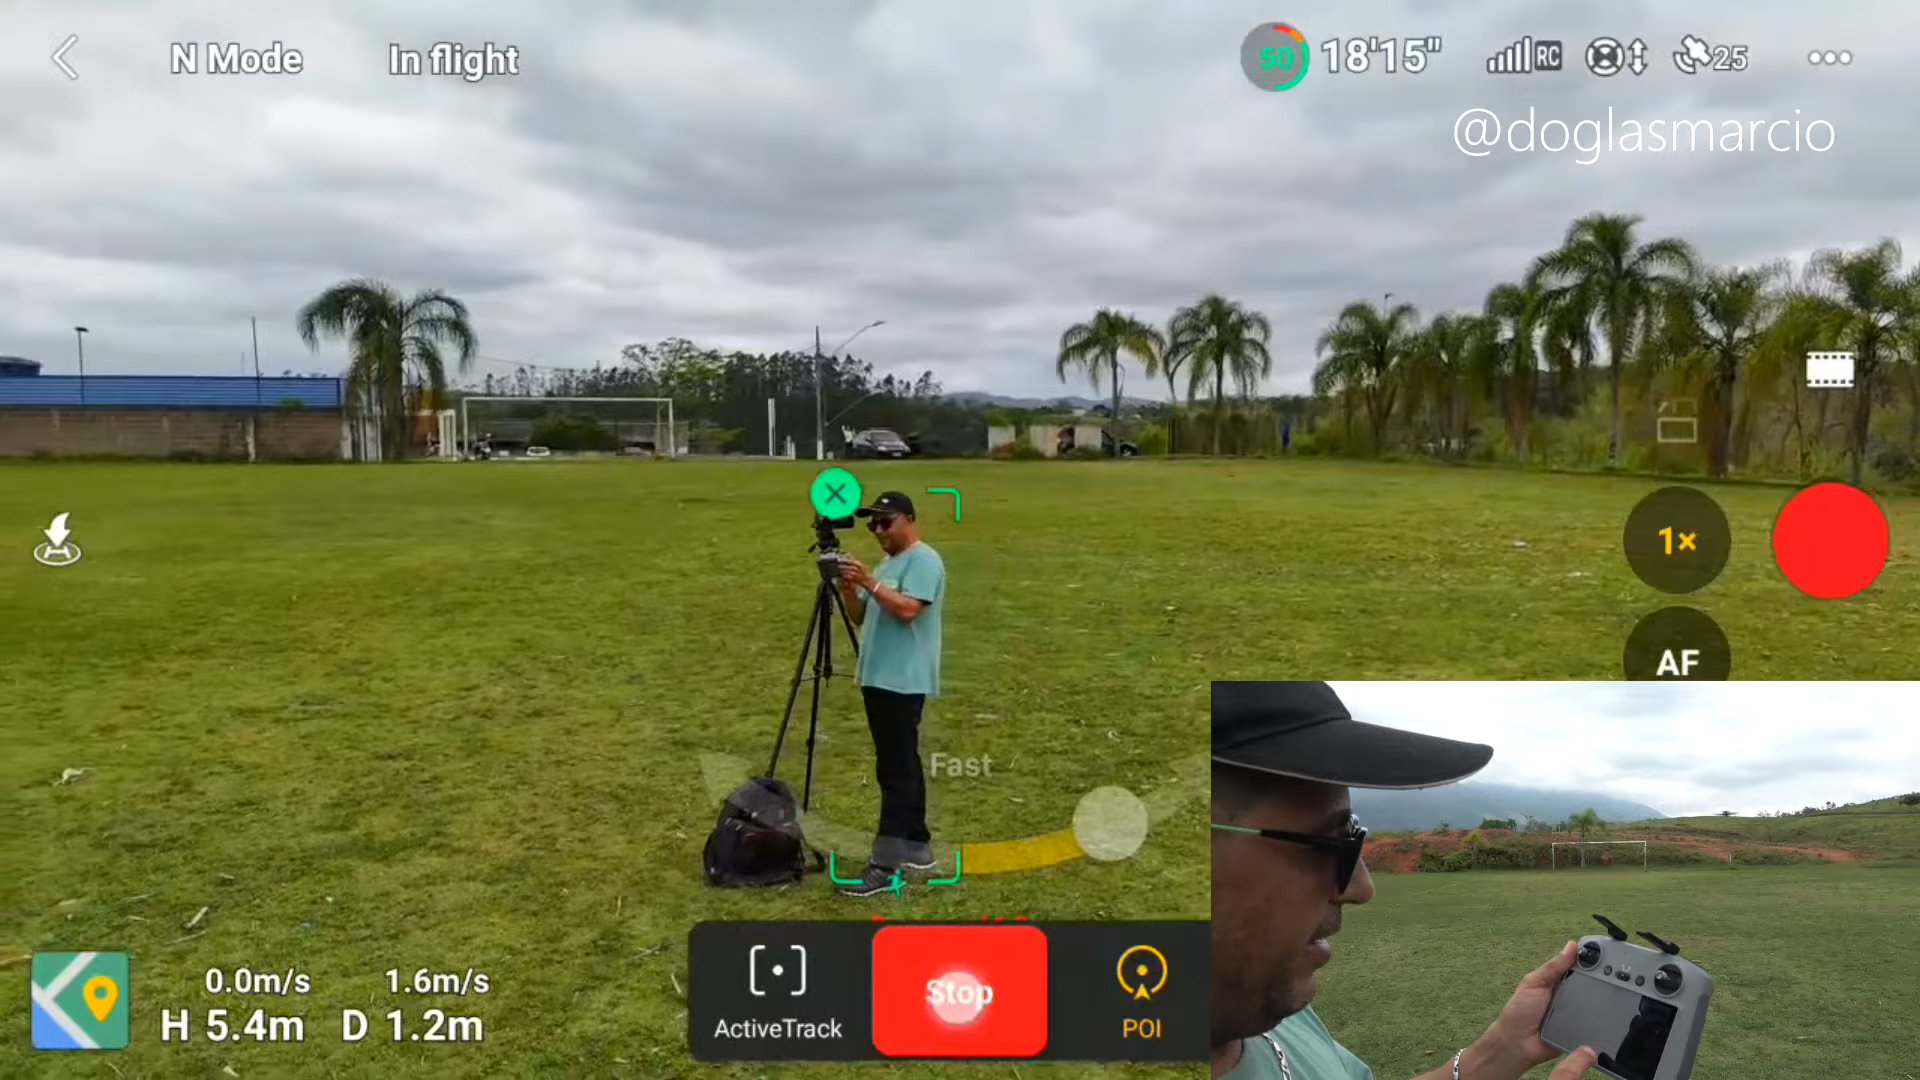 N Mode
In flight
50
18'15"
RC
25
@doglasmarcio
1×
AF
Fast
0.0m/s
1.6m/s
H 5.4m
D 1.2m
ActiveTrack
Stop
POI